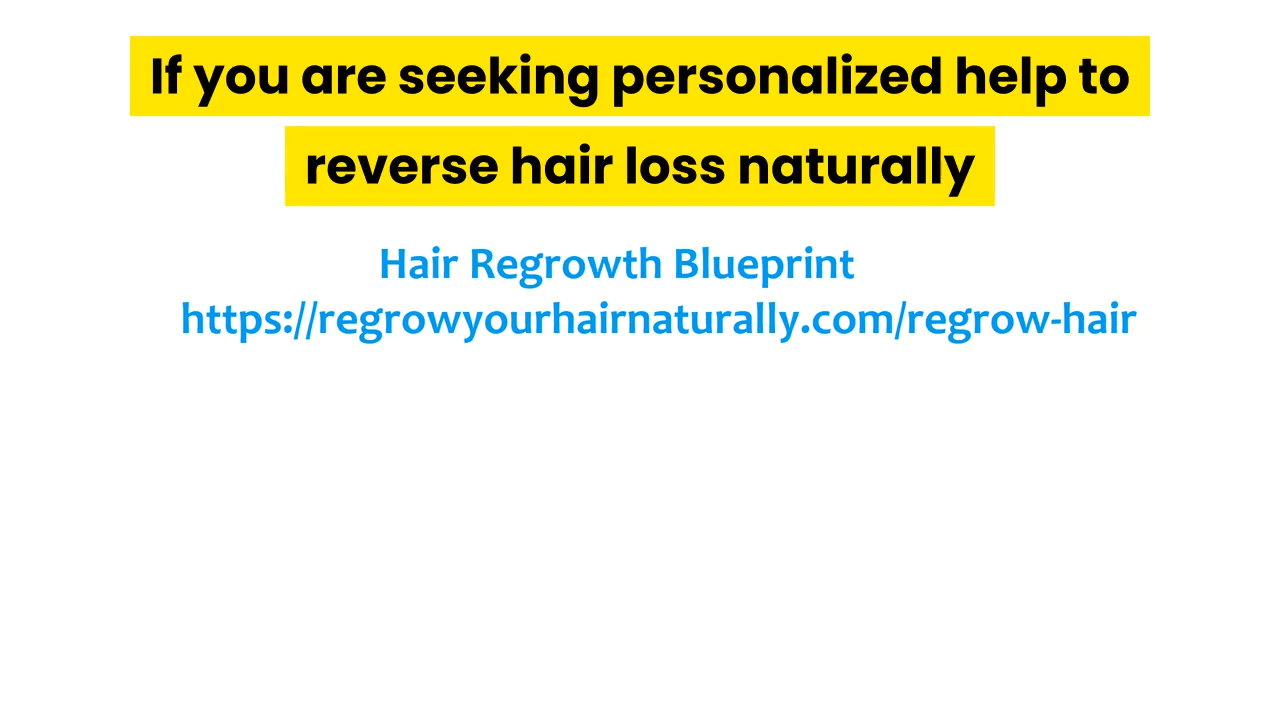 If you are seeking personalized help to
reverse hair loss naturally
Hair Regrowth Blueprint
https://regrowyourhairnaturally.com/regrow-hair